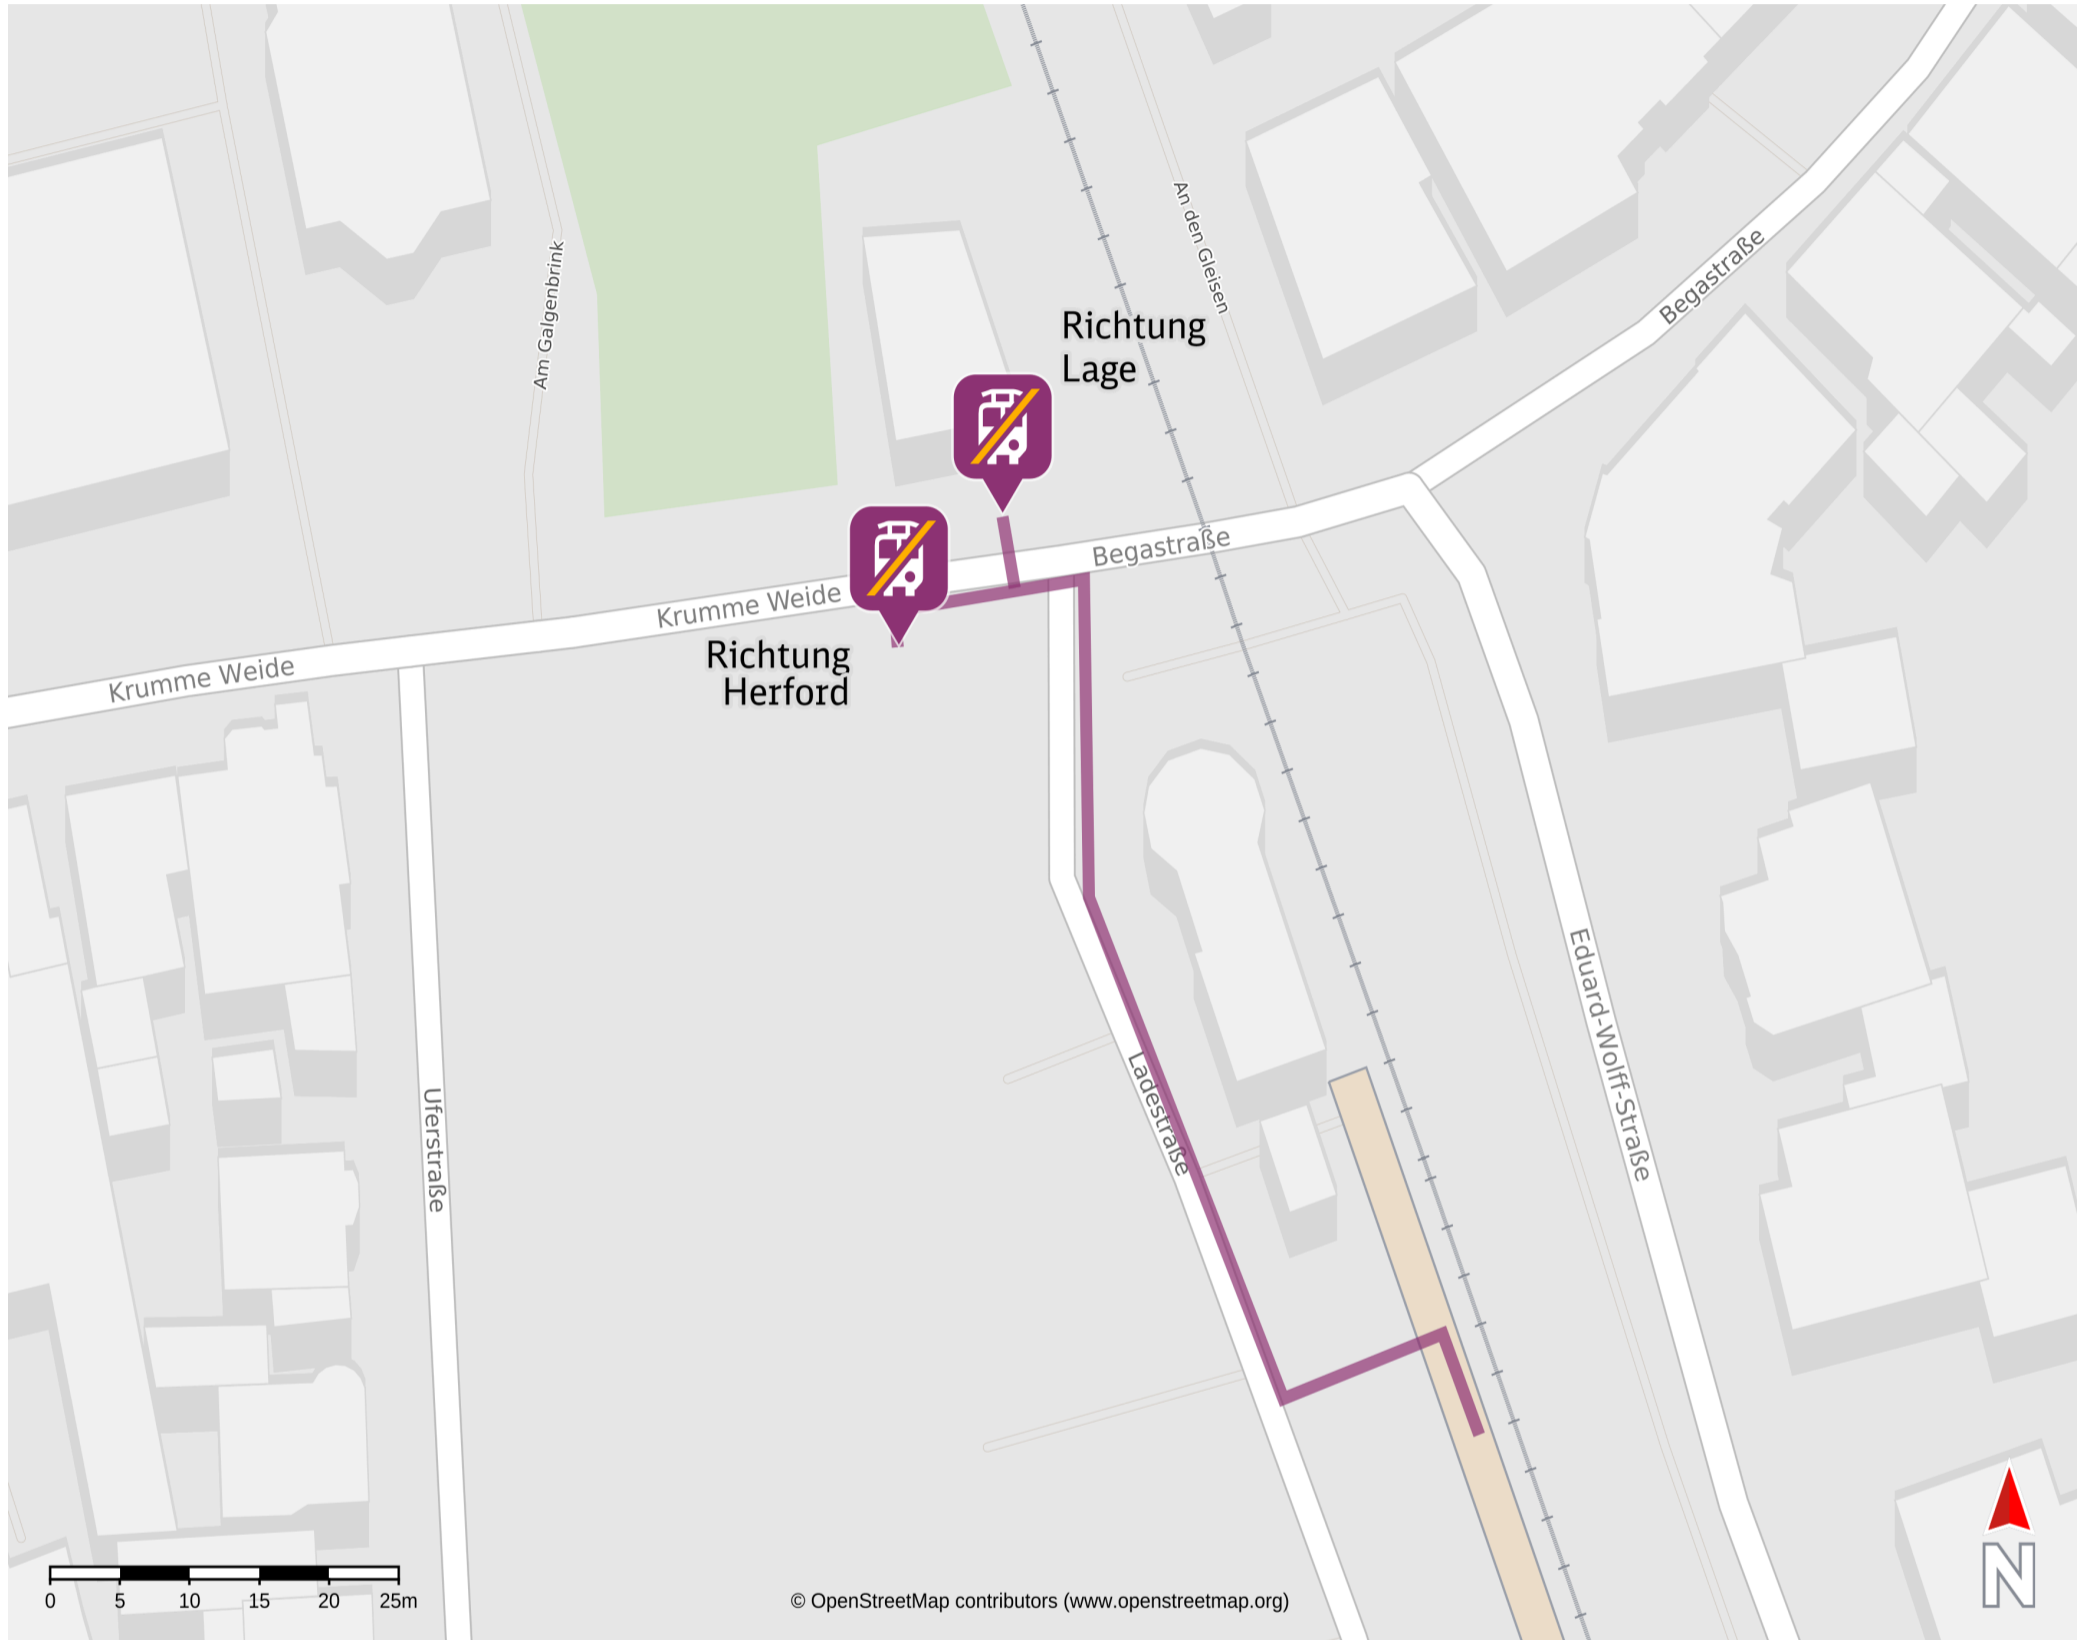 An den Gleisen
Begastraße
Am Galgenbrink
Richtung
Lage
Begastraße
Krumme Weide
Richtung
Herford
Krumme Weide
Eduard-Wolff-Straße
Ladestraße
Uferstraße
N
0 5 10 15 20 25m
© OpenStreetMap contributors (www.openstreetmap.org)